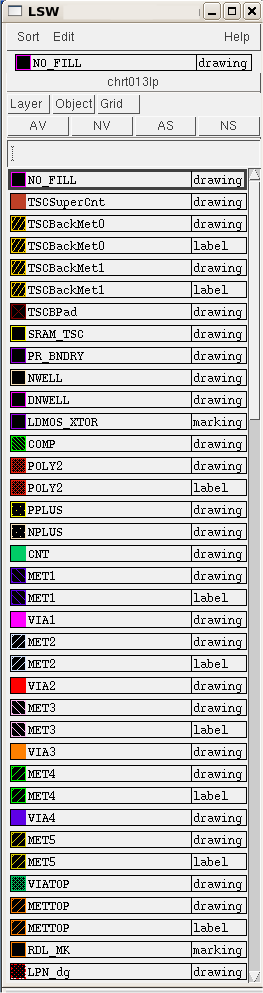 LSW
Sort Edit Help
NO_FILL drawing
chrt013lp
Layer Object Grid
AV NV AS NS
NO_FILL drawing
TSCSuperCnt drawing
TSCBackMet0 drawing
TSCBackMet0 label
TSCBackMet1 drawing
TSCBackMet1 label
TSCBPad drawing
SRAM_TSC drawing
PR_BNDRY drawing
NWELL drawing
DNWELL drawing
LDMOS_XTOR marking
COMP drawing
POLY2 drawing
POLY2 label
PPLUS drawing
NPLUS drawing
CNT drawing
MET1 drawing
MET1 label
VIA1 drawing
MET2 drawing
MET2 label
VIA2 drawing
MET3 drawing
MET3 label
VIA3 drawing
MET4 drawing
MET4 label
VIA4 drawing
MET5 drawing
MET5 label
VIATOP drawing
METTOP drawing
METTOP label
RDL_MK marking
LPN_dg drawing